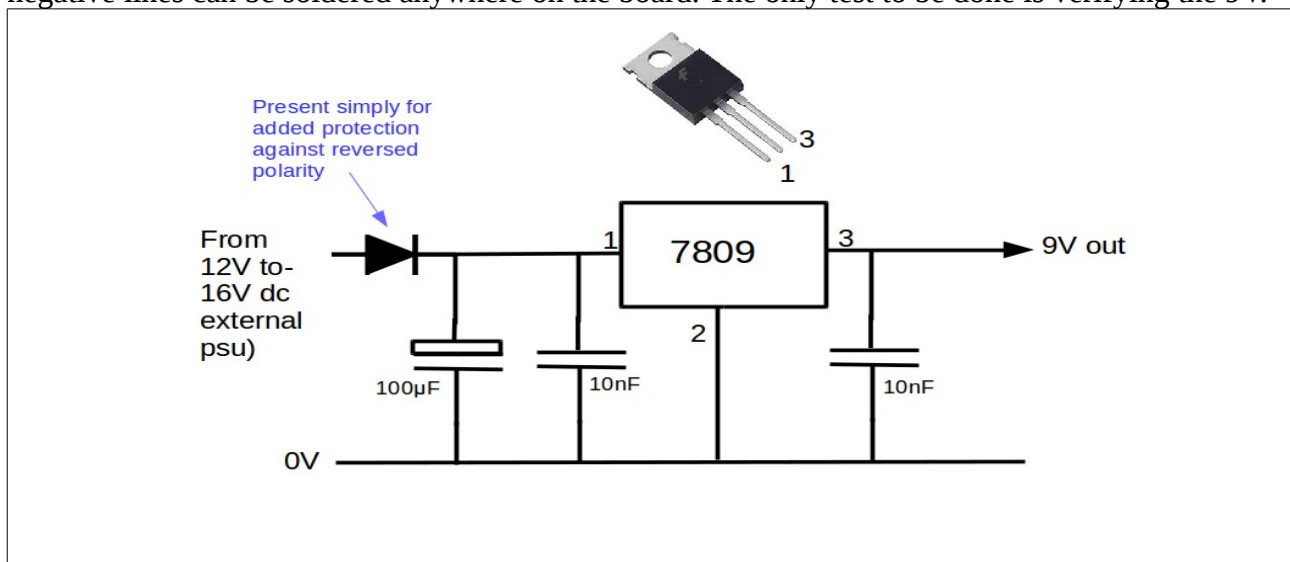 negative lines can be soldered anywhere on the board. The only test to be done is verifying the 9V.
Present simply for
added protection
against reversed
polarity
3
1
From
12V to-
16V dc
external
psu)
1
7809
3
9V out
2
100µF
10nF
10nF
0V